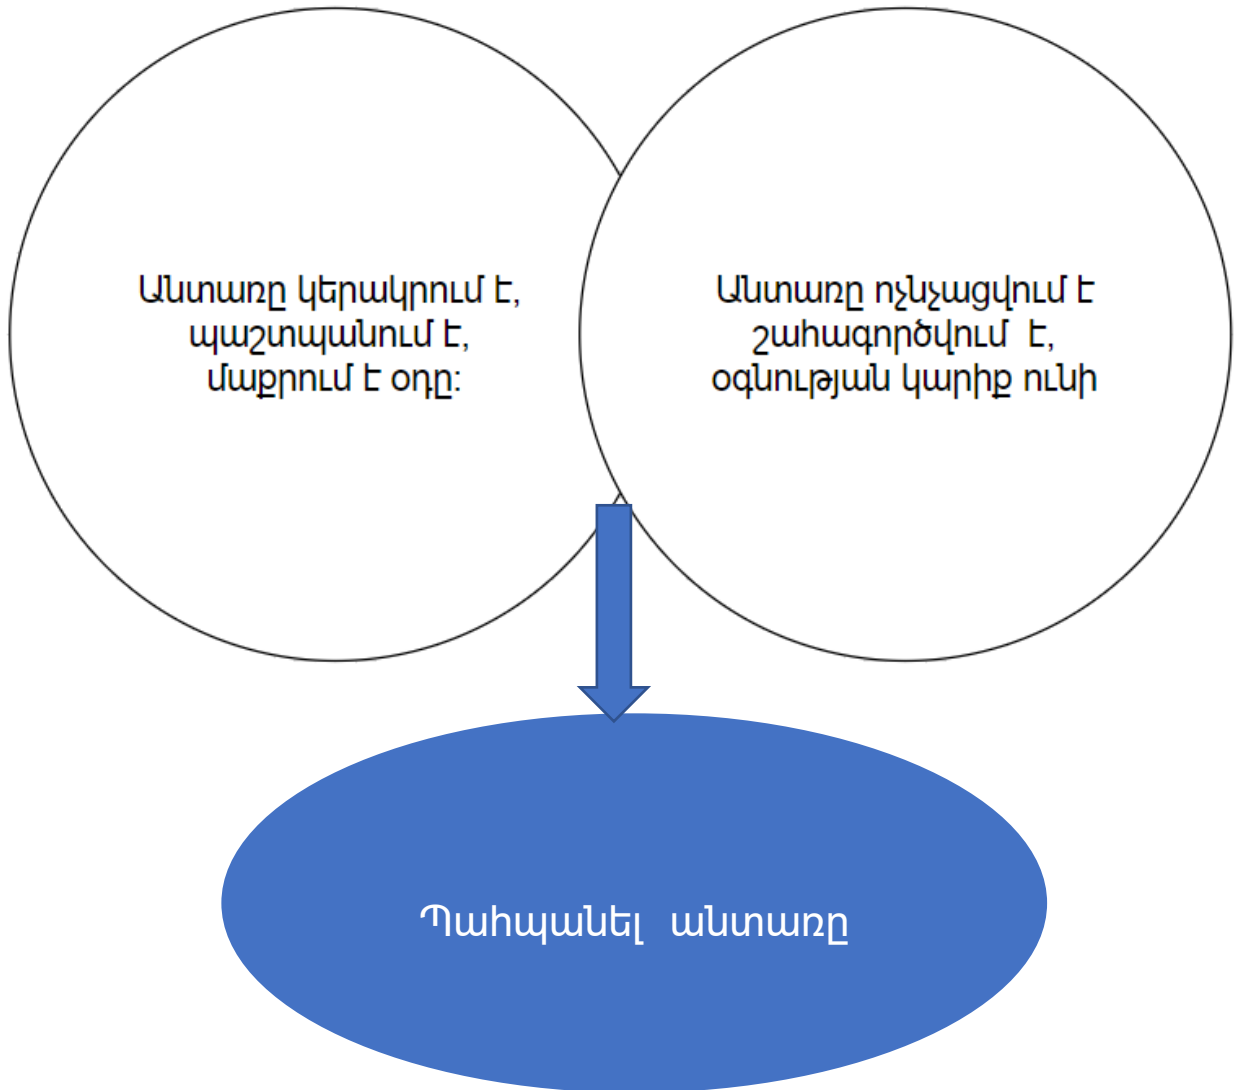 Անտառը կերակրում է,
պաշտպանում է,
մաքրում է օդը։
Անտառը ոչնչացվում է
շահագործվում  է,
օգնության կարիք ունի
Պահպանել  անտառը